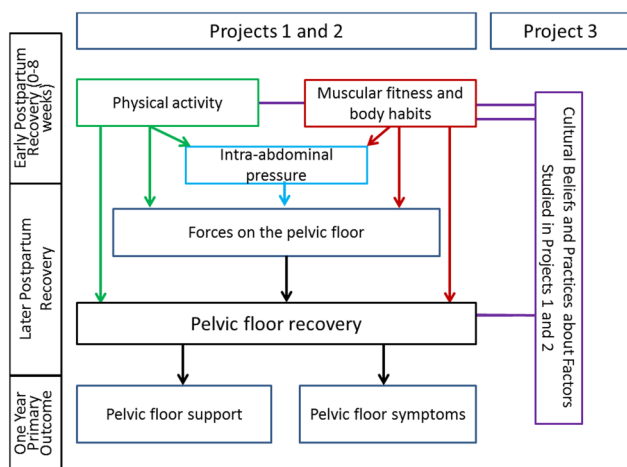 Projects 1 and 2
Project 3
Early Postpartum
Recovery (0-8
weeks)
Physical activity
Muscular fitness and
body habits
Intra-abdominal
pressure
Cultural Beliefs and Practices about Factors
Studied in Projects 1 and 2
Later Postpartum
Recovery
Forces on the pelvic floor
Pelvic floor recovery
One Year
Primary
Outcome
Pelvic floor support
Pelvic floor symptoms